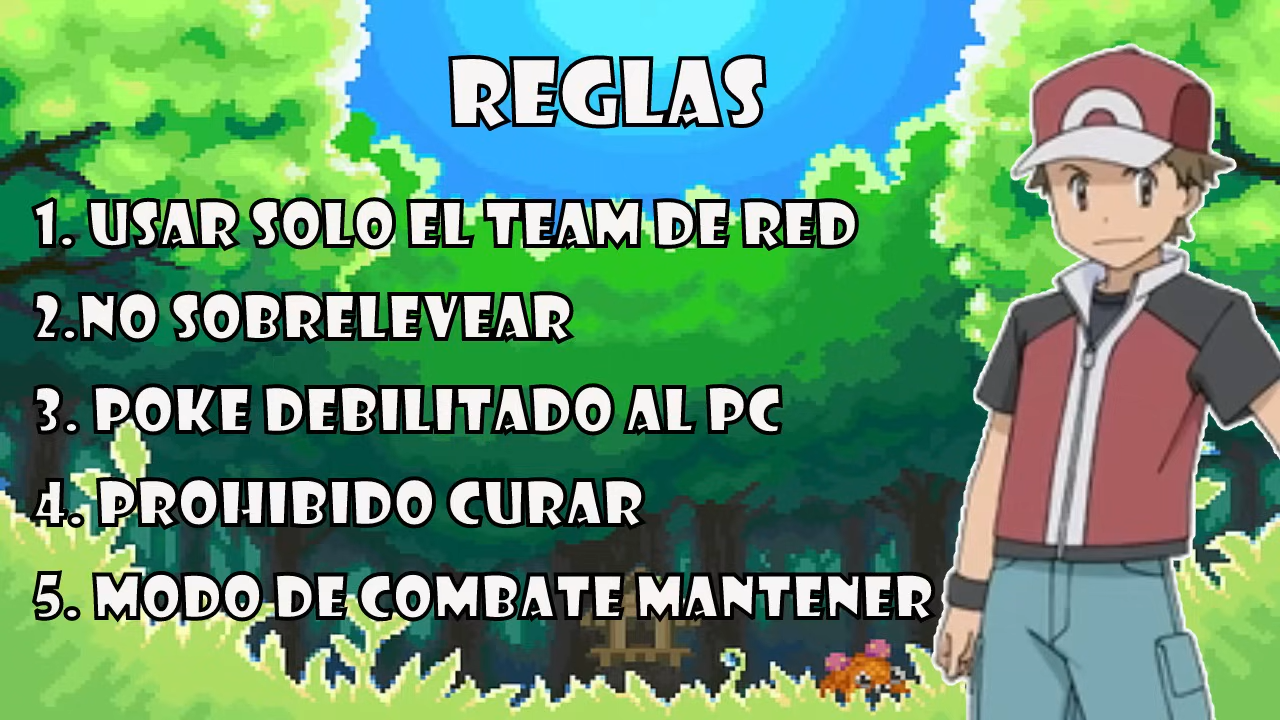 REGLAS
1. USAR SOLO EL TEAM DE RED
2.NO SOBRELEVEAR
3. POKE DEBILITADO AL PC
4. PROHIBIDO CURAR
5. MODO DE COMBATE MANTENER